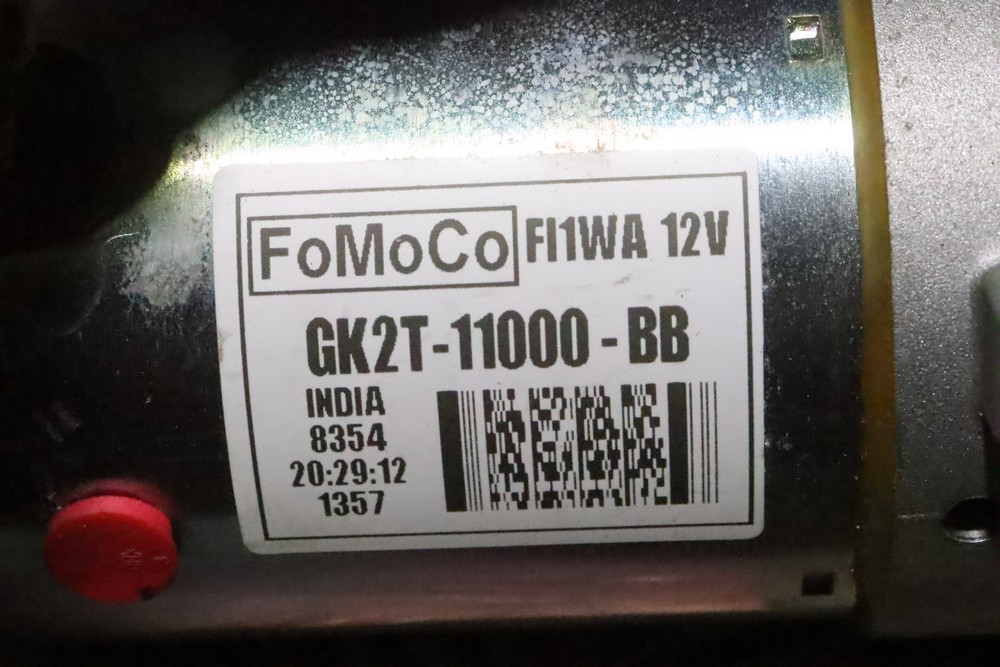 FoMoCo FI1WA 12V
GK2T-11000-BB
INDIA
8354
20:29:12
1357